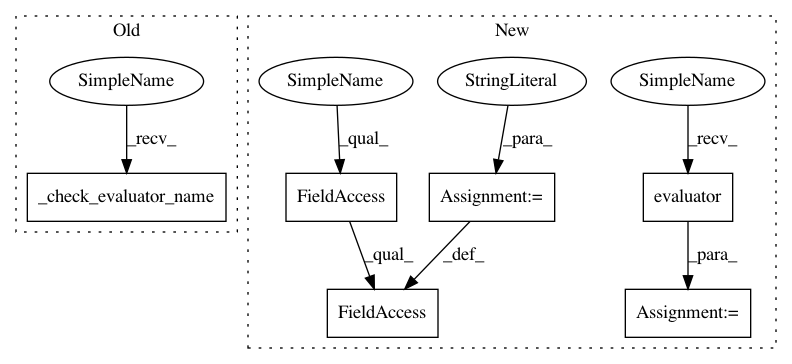 Old
New
SimpleName
SimpleName
StringLiteral
SimpleName
_recv_
_qual_
_para_
_recv_
_check_evaluator_name
FieldAccess
Assignment:=
evaluator
_qual_
_def_
_para_
FieldAccess
Assignment:=